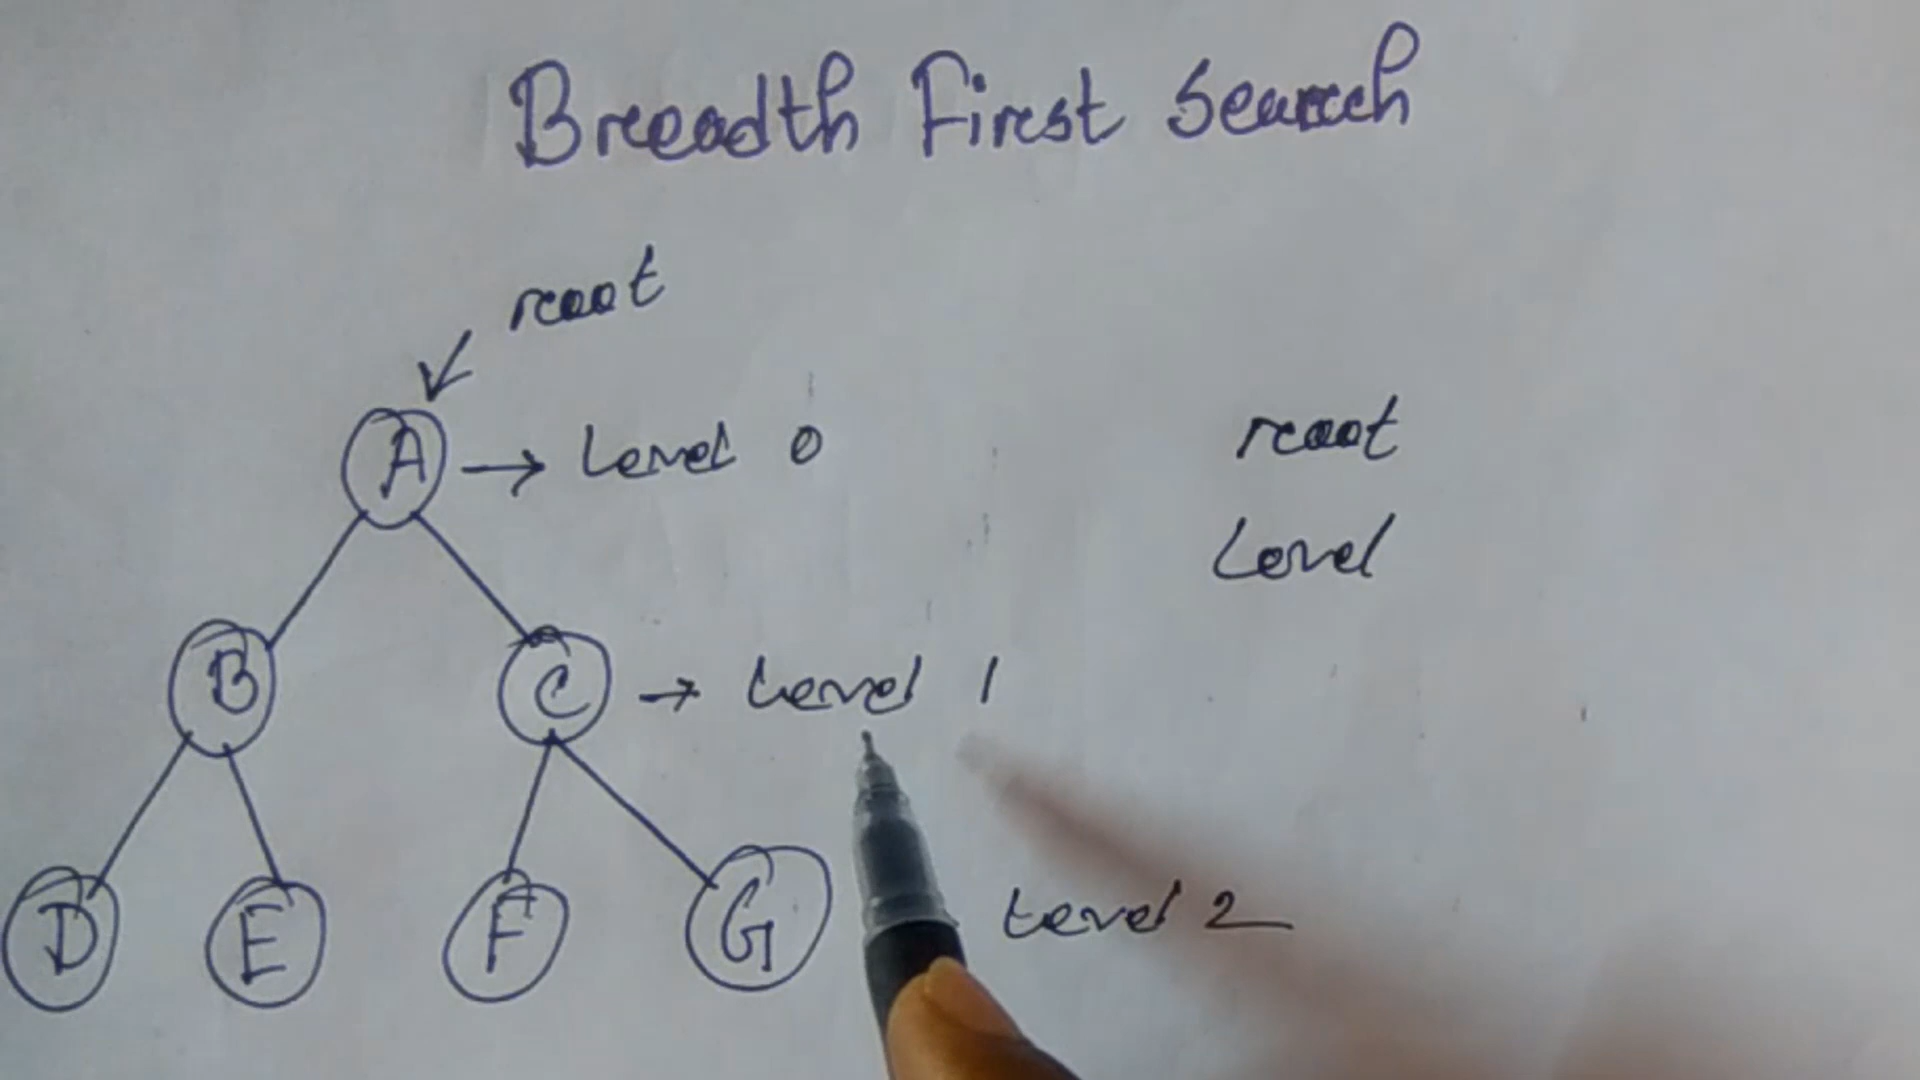 Breadth First Search
root
A → Level 0
root
Level
B C → Level 1
D E F G Level 2